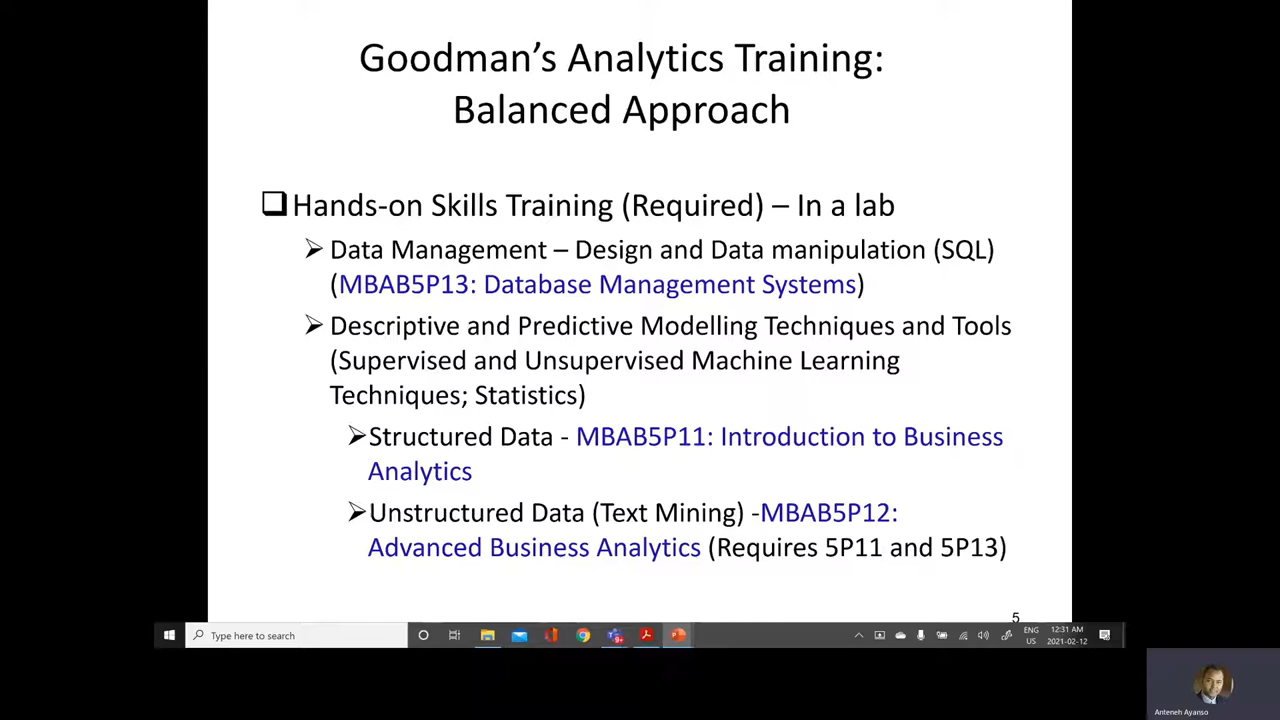 Goodman’s Analytics Training:
Balanced Approach
Hands-on Skills Training (Required) – In a lab
Data Management – Design and Data manipulation (SQL)
(MBAB5P13: Database Management Systems)
Descriptive and Predictive Modelling Techniques and Tools
(Supervised and Unsupervised Machine Learning
Techniques; Statistics)
Structured Data - MBAB5P11: Introduction to Business
Analytics
Unstructured Data (Text Mining) -MBAB5P12:
Advanced Business Analytics (Requires 5P11 and 5P13)
5
Type here to search
ENG
US
12:31 AM
2021-02-12
Anteneh Ayanso